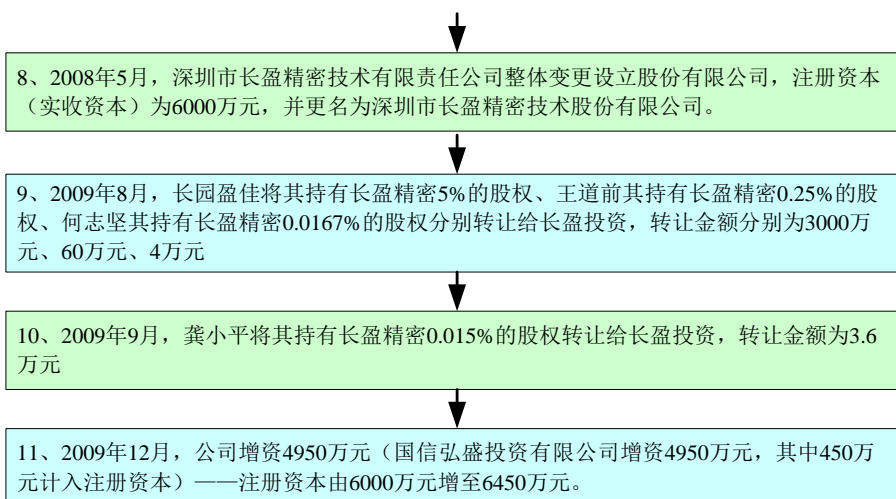 8、2008年5月，深圳市长盈精密技术有限责任公司整体变更设立股份有限公司，注册资本
（实收资本）为6000万元，并更名为深圳市长盈精密技术股份有限公司。
9、2009年8月，长园盈佳将其持有长盈精密5%的股权、王道前其持有长盈精密0.25%的股
权、何志坚其持有长盈精密0.0167%的股权分别转让给长盈投资，转让金额分别为3000万
元、60万元、4万元
10、2009年9月，龚小平将其持有长盈精密0.015%的股权转让给长盈投资，转让金额为3.6
万元
11、2009年12月，公司增资4950万元（国信弘盛投资有限公司增资4950万元，其中450万
元计入注册资本）——注册资本由6000万元增至6450万元。